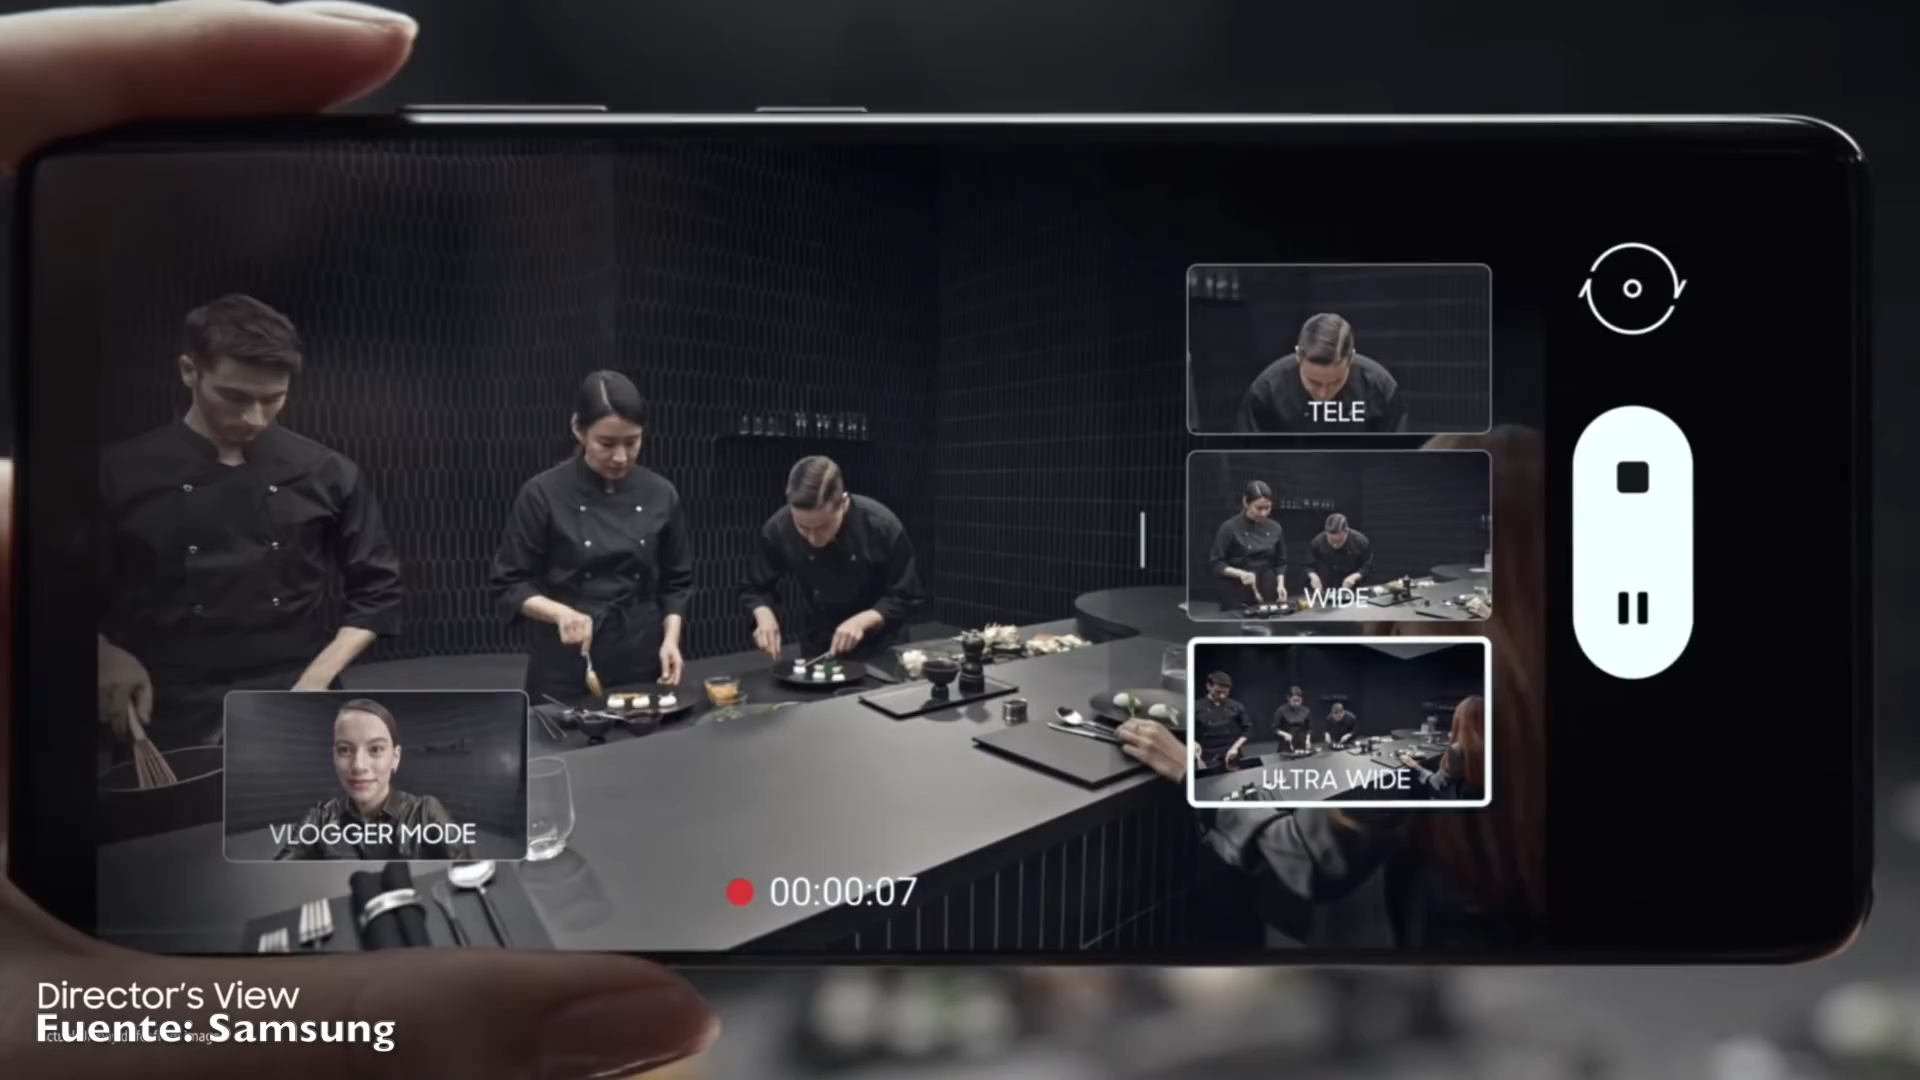 TELE
WIDE
ULTRA WIDE
VLOGGER MODE
00:00:07
Director's View
Fuente: Samsung